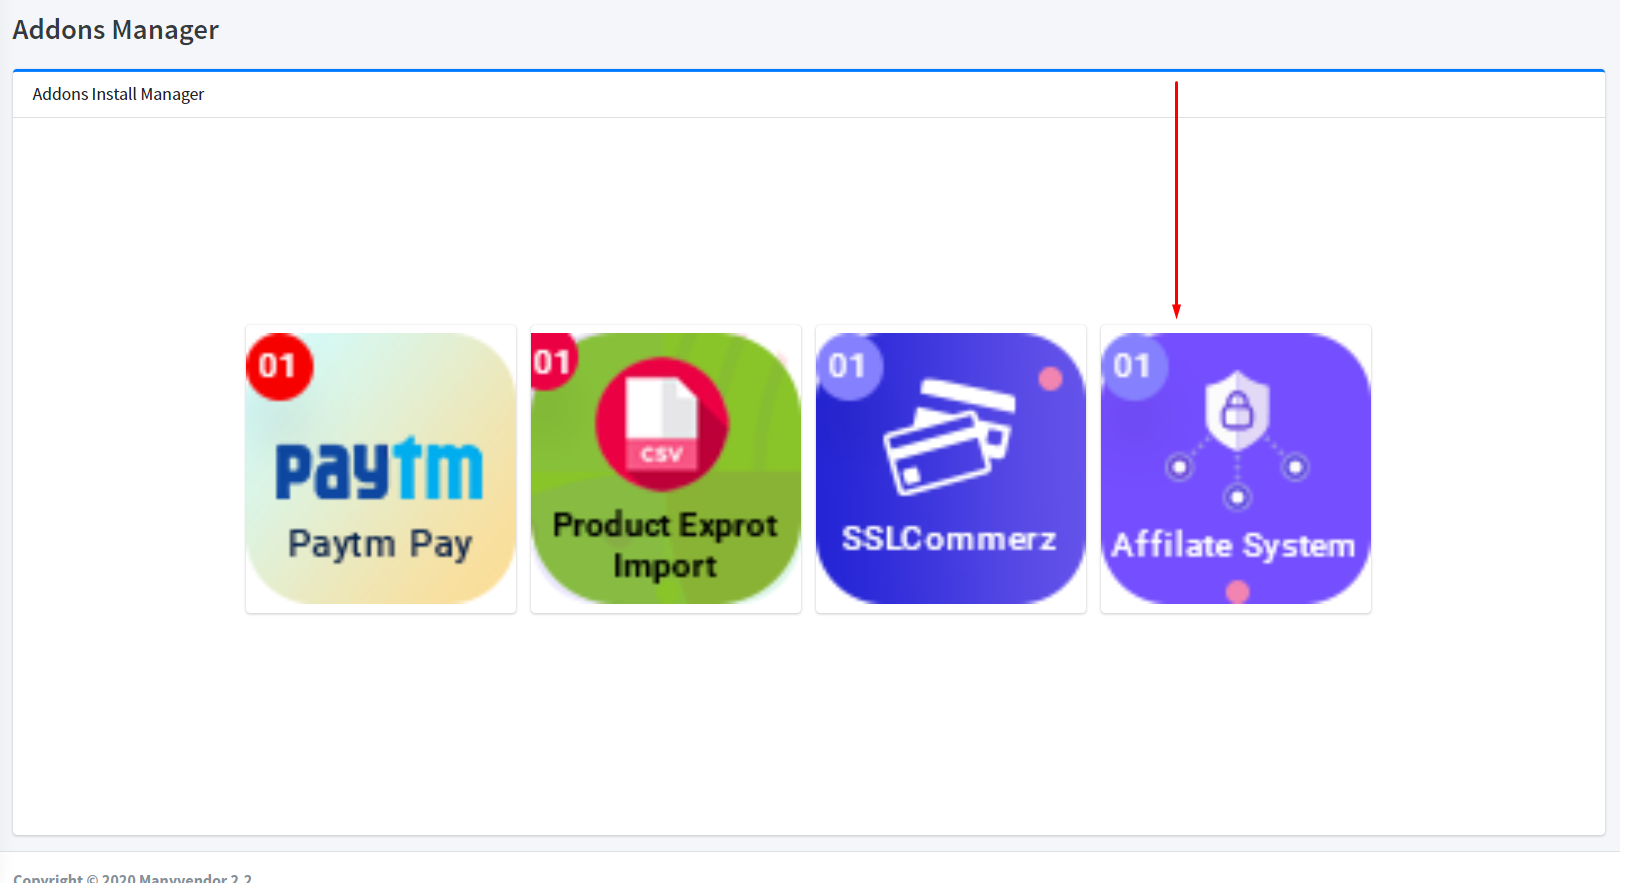 Addons Manager
Addons Install Manager
01
paytm
Paytm Pay
01
CSV
Product Exprot
Import
01
SSLCommerz
01
Affilate System
Copyright © 2020 Manyvendor 2.2